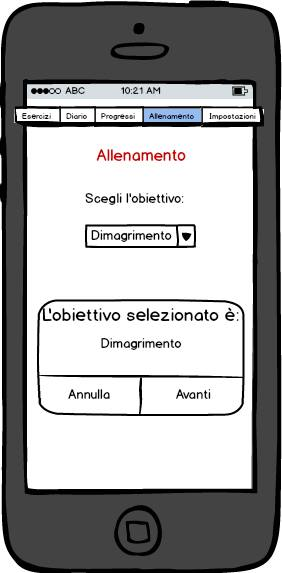 ABC 10:21 AM
Esercizi Diario Progressi Allenamento Impostazioni
Allenamento
Scegli l'obiettivo:
Dimagrimento
L'obiettivo selezionato è:
Dimagrimento
Annulla Avanti